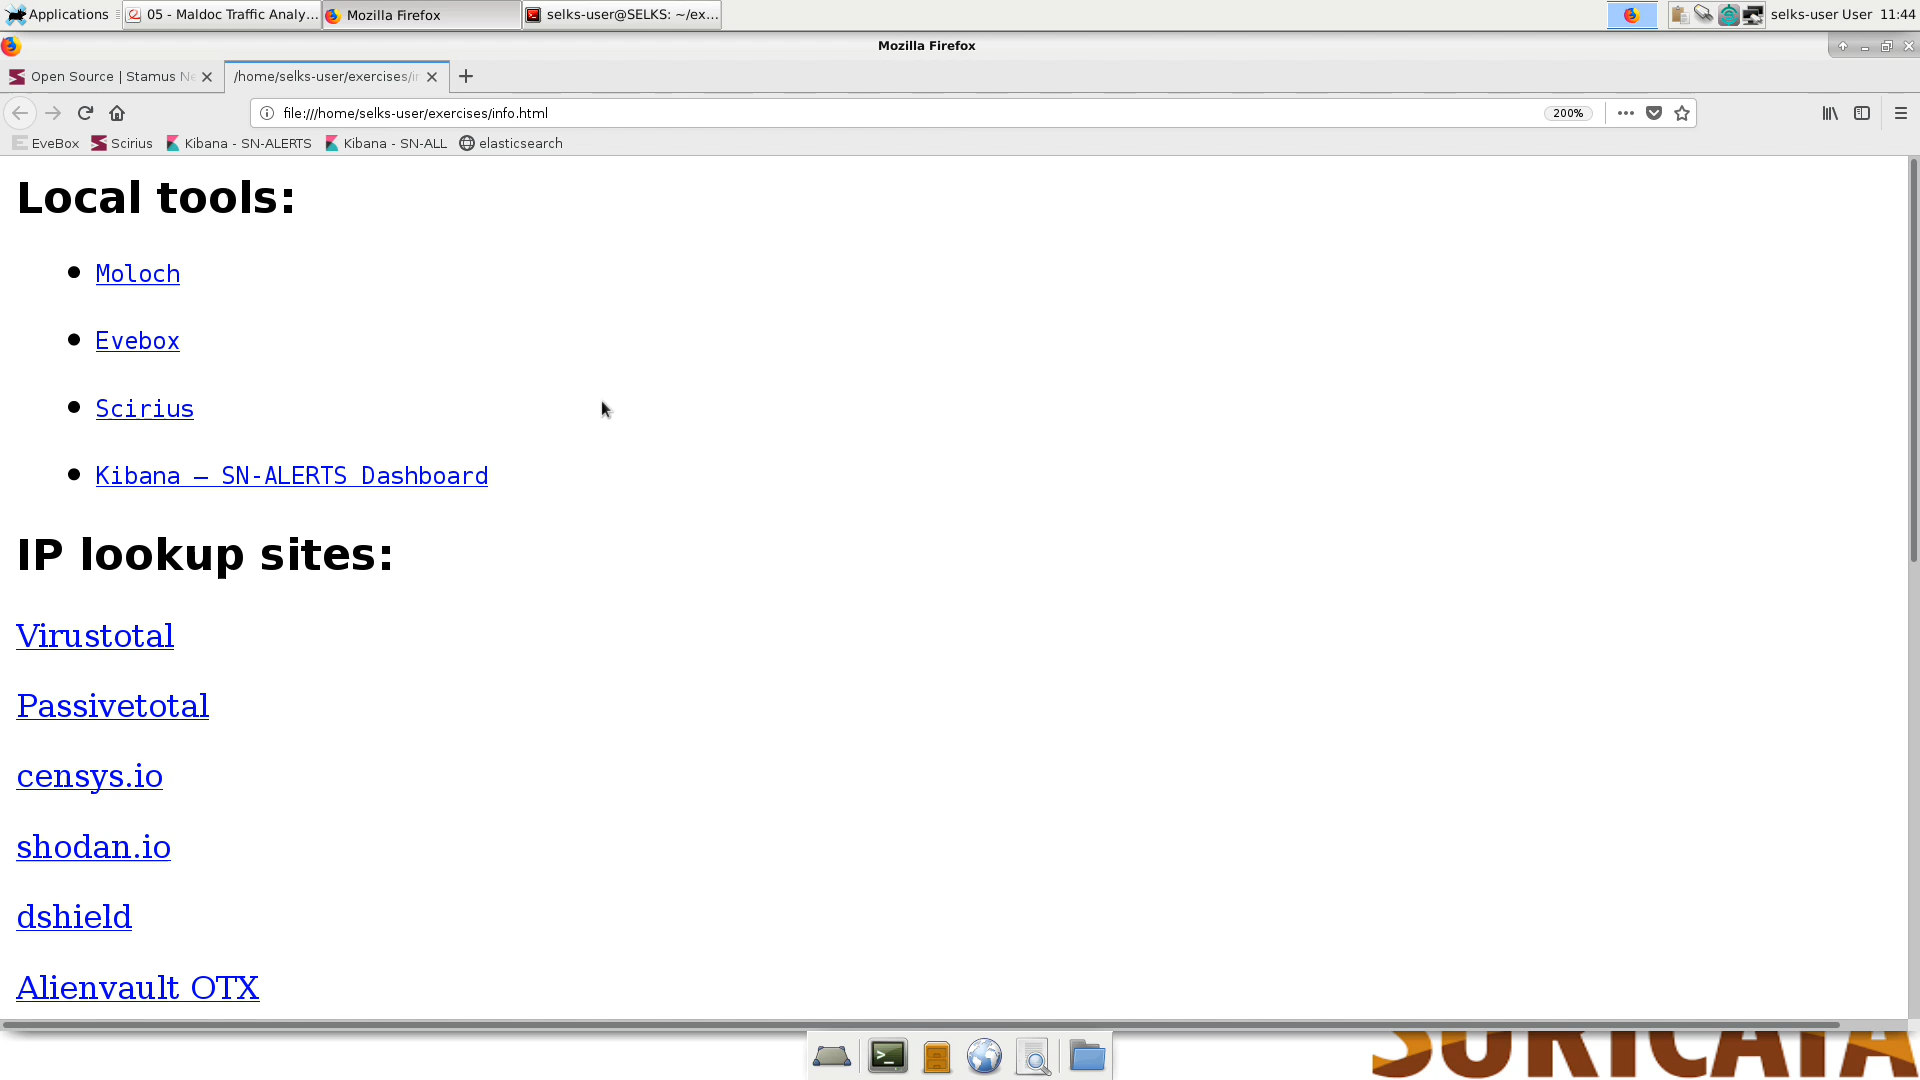 Applications
05 - Maldoc Traffic Analy...
Mozilla Firefox
selks-user@SELKS: ~/ex...
selks-user User 11:44
Mozilla Firefox
Open Source | Stamus Ne
/home/selks-user/exercises/in
file:///home/selks-user/exercises/info.html
200%
EveBox
Scirius
Kibana - SN-ALERTS
Kibana - SN-ALL
elasticsearch
Local tools:
Moloch
Evebox
Scirius
Kibana – SN-ALERTS Dashboard
IP lookup sites:
Virustotal
Passivetotal
censys.io
shodan.io
dshield
Alienvault OTX
SURICATA